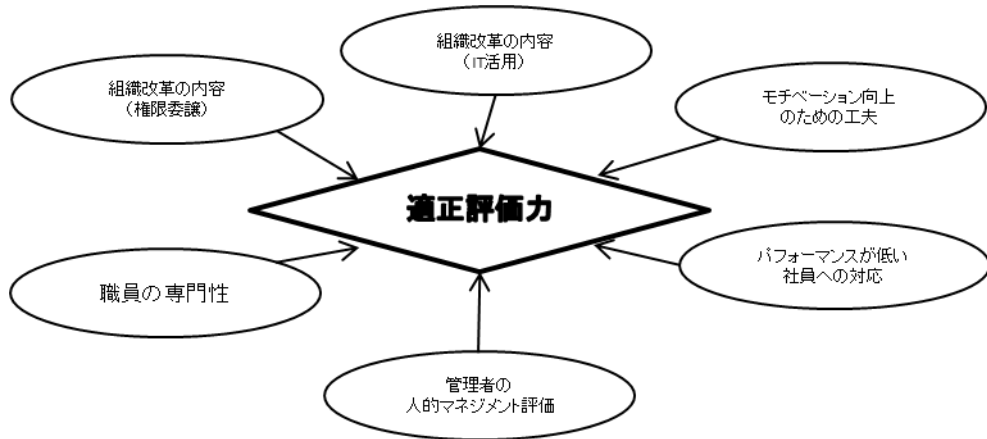 組織改革の内容
（IT活用）
組織改革の内容
（権限委譲）
モチベーション向上
のための工夫
適正評価力
パフォーマンスが低い
社員への対応
職員の専門性
管理者の
人的マネジメント評価